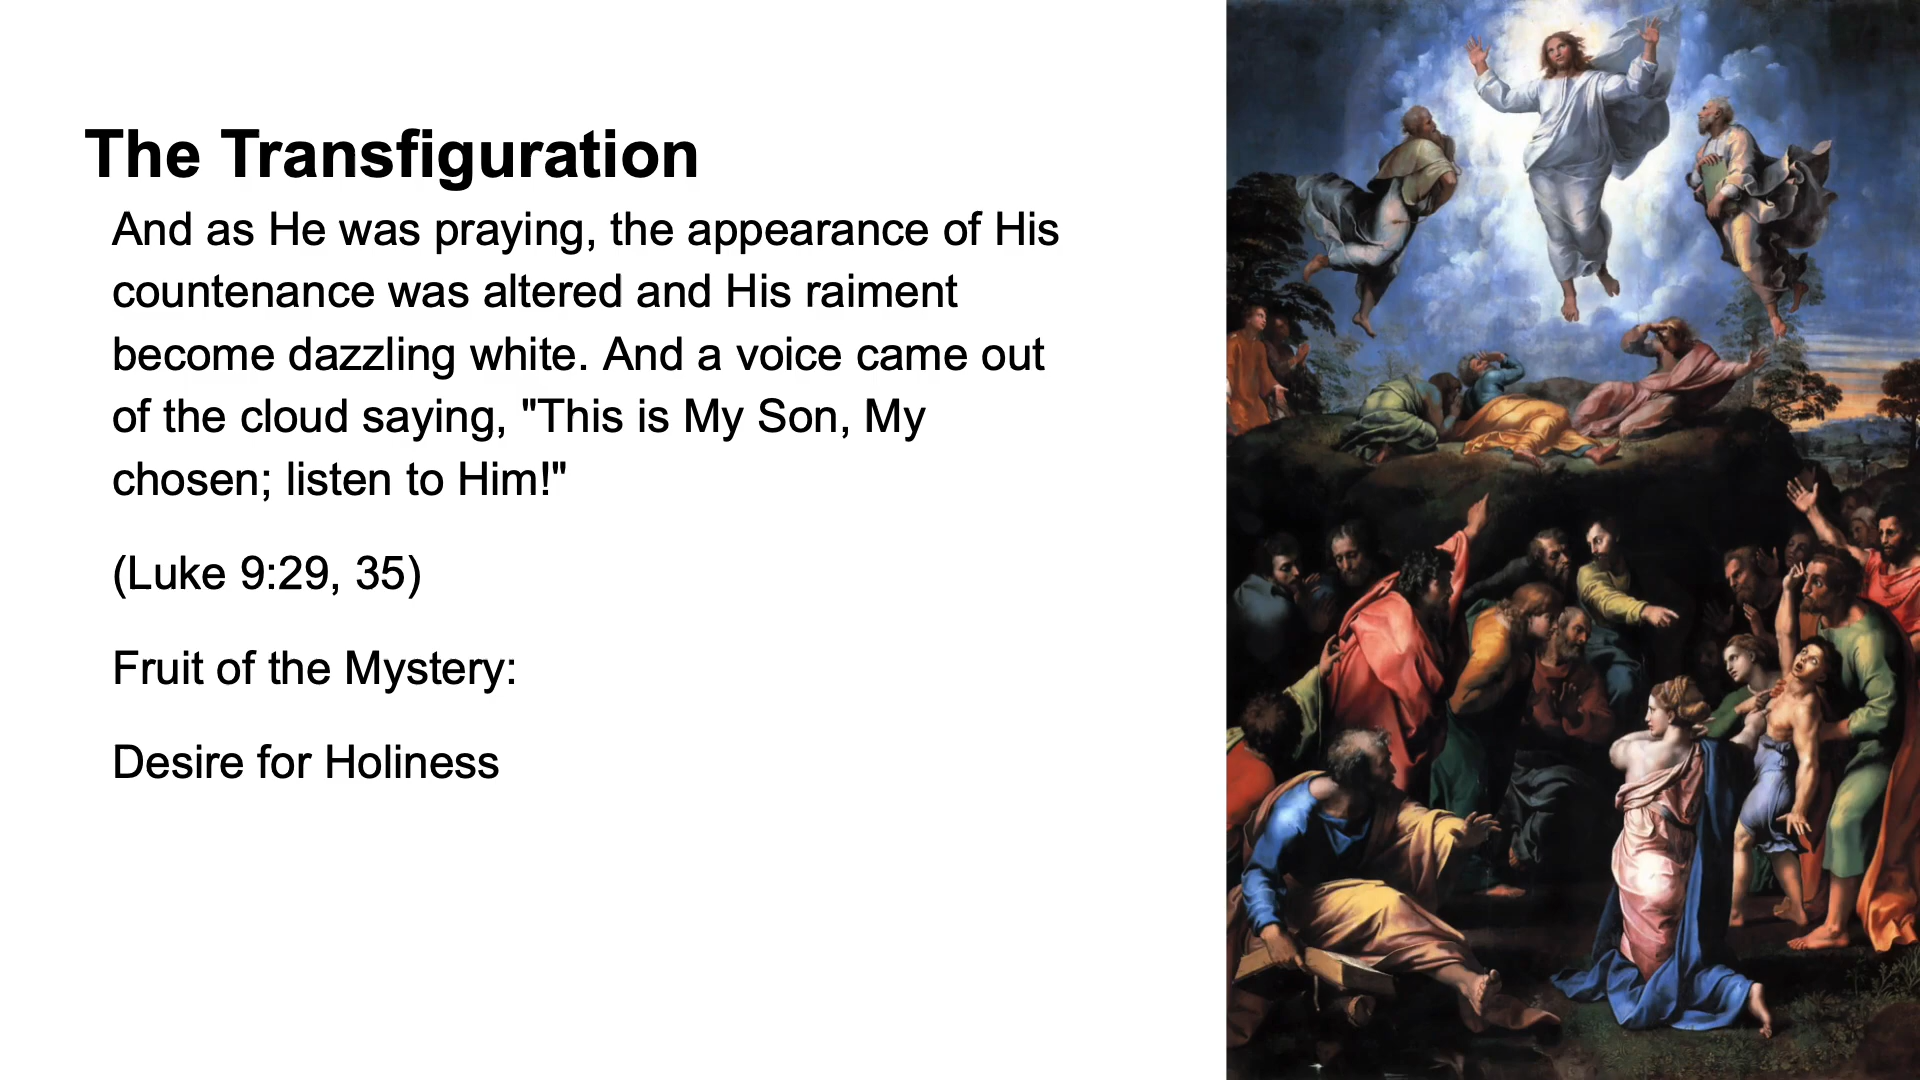 The Transfiguration
And as He was praying, the appearance of His
countenance was altered and His raiment
become dazzling white. And a voice came out
of the cloud saying, "This is My Son, My
chosen; listen to Him!"
(Luke 9:29, 35)
Fruit of the Mystery:
Desire for Holiness